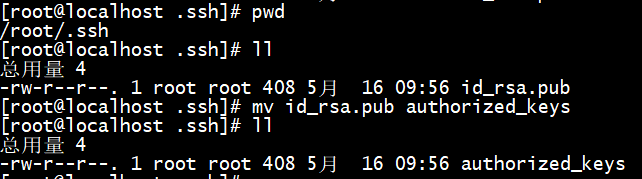 [root@localhost .ssh]# pwd
/root/.ssh
[root@localhost .ssh]# ll
总用量 4
-rw-r--r--. 1 root root 408 5月  16 09:56 id_rsa.pub
[root@localhost .ssh]# mv id_rsa.pub authorized_keys
[root@localhost .ssh]# ll
总用量 4
-rw-r--r--. 1 root root 408 5月  16 09:56 authorized_keys